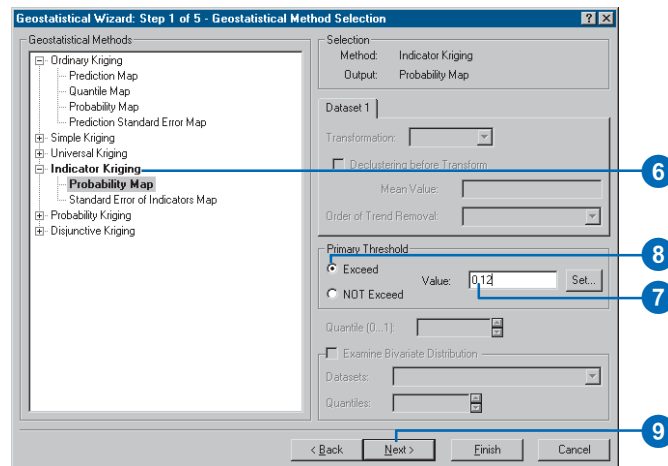 Geostatistical Wizard: Step 1 of 5 - Geostatistical Method Selection
Geostatistical Methods
Ordinary Kriging
Prediction Map
Quantile Map
Probability Map
Prediction Standard Error Map
Simple Kriging
Universal Kriging
Indicator Kriging
Probability Map
Standard Error of Indicators Map
Probability Kriging
Disjunctive Kriging
Selection
Method: Indicator Kriging
Output: Probability Map
Dataset 1
Transformation:
Declustering before Transform
Mean Value:
Order of Trend Removal:
Primary Threshold
Exceed
NOT Exceed
Value: 0.12 Set...
Quantile (0...1):
Examine Bivariate Distribution
Datasets:
Quantiles:
< Back Next > Finish Cancel
6
8
7
9